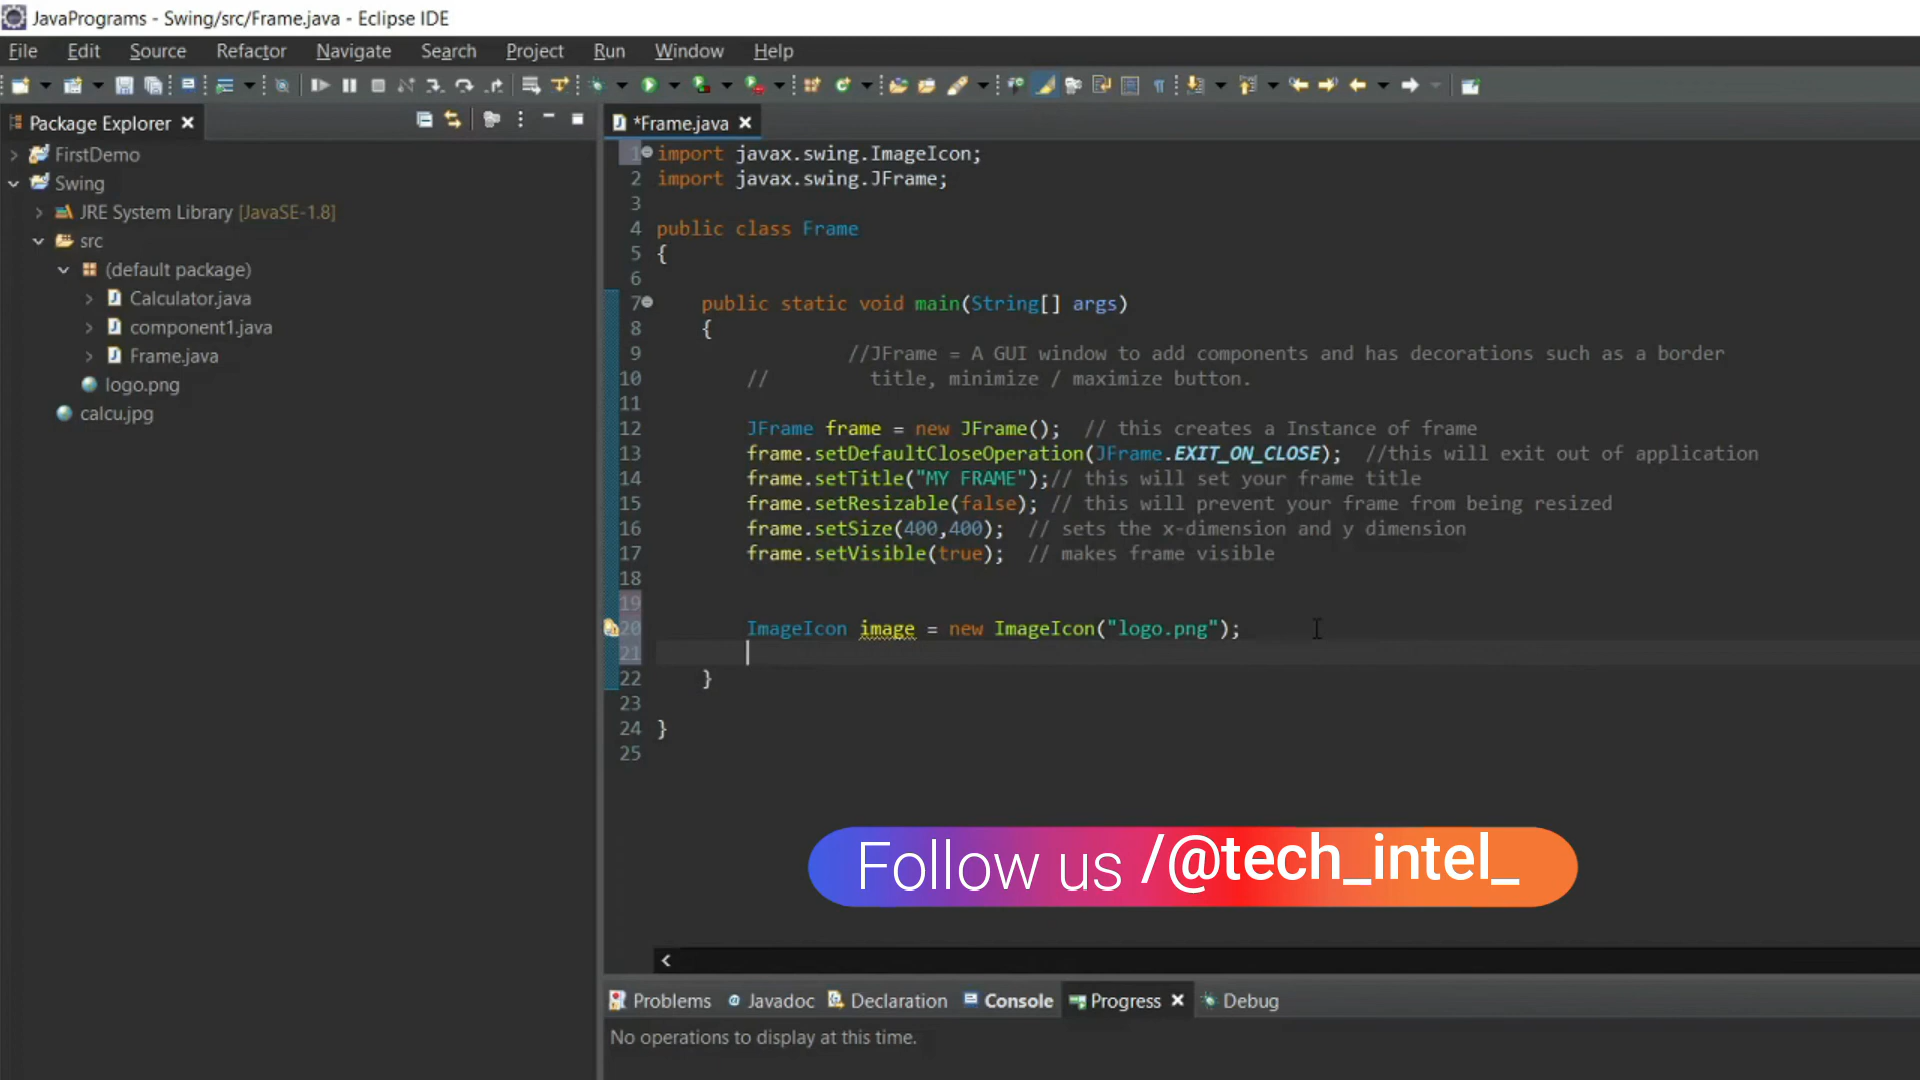 JavaPrograms - Swing/src/Frame.java - Eclipse IDE
File Edit Source Refactor Navigate Search Project Run Window Help
Package Explorer
FirstDemo
Swing
JRE System Library [JavaSE-1.8]
src
(default package)
Calculator.java
component1.java
Frame.java
logo.png
calcu.jpg
*Frame.java
1 import javax.swing.ImageIcon;
2 import javax.swing.JFrame;
3
4 public class Frame
5 {
6
7 public static void main(String[] args)
8 {
9 //JFrame = A GUI window to add components and has decorations such as a border
10 // title, minimize / maximize button.
11
12 JFrame frame = new JFrame(); // this creates a Instance of frame
13 frame.setDefaultCloseOperation(JFrame.EXIT_ON_CLOSE); //this will exit out of application
14 frame.setTitle("MY FRAME");// this will set your frame title
15 frame.setResizable(false); // this will prevent your frame from being resized
16 frame.setSize(400,400); // sets the x-dimension and y dimension
17 frame.setVisible(true); // makes frame visible
18
19
20 ImageIcon image = new ImageIcon("logo.png");
21
22 }
23
24 }
25
Follow us /@tech_intel_
Problems Javadoc Declaration Console Progress Debug
No operations to display at this time.